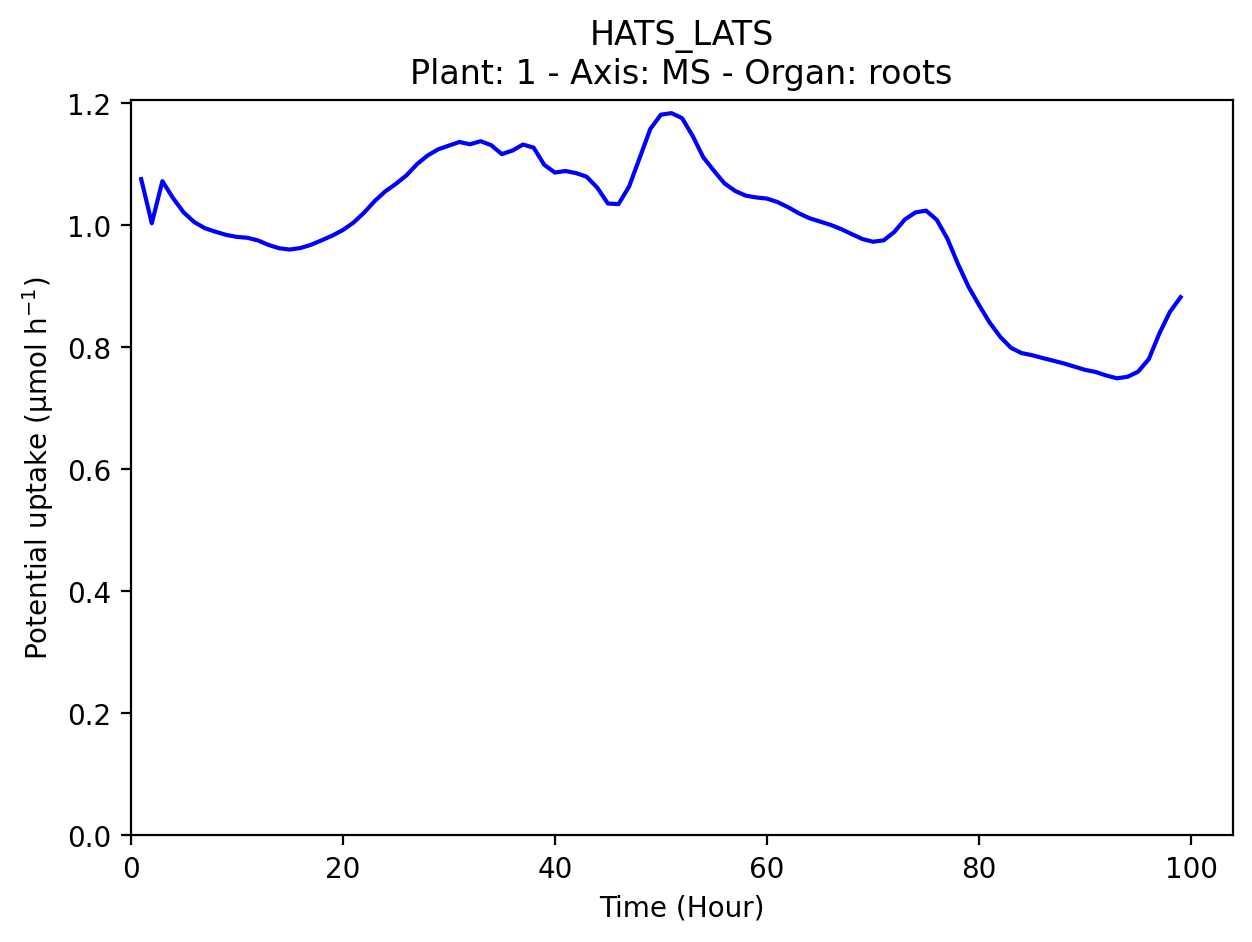 HATS_LATS
Plant: 1 - Axis: MS - Organ: roots
1.2
1.0
0.8
0.6
0.4
0.2
0.0
Potential uptake (µmol h⁻¹)
0 20 40 60 80 100
Time (Hour)